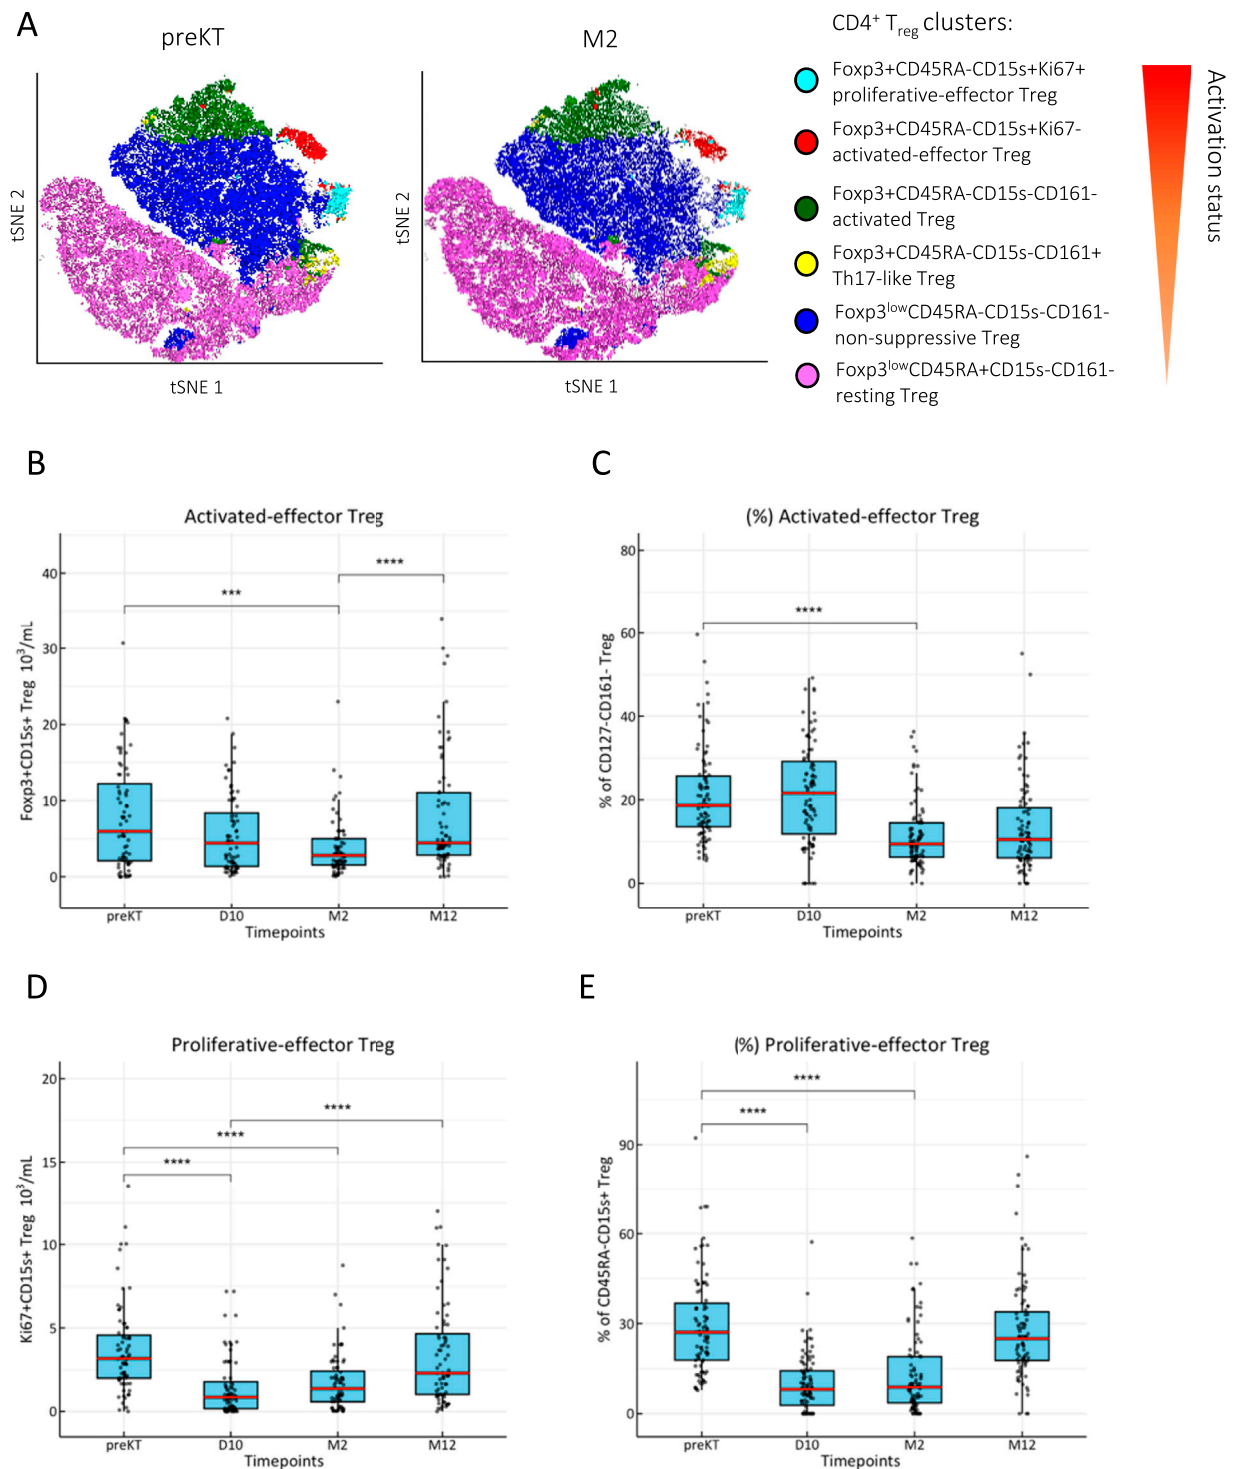 A
preKT
M2
CD4+ Treg clusters:
tSNE 2
tSNE 1
tSNE 2
tSNE 1
Foxp3+CD45RA-CD15s+Ki67+
proliferative-effector Treg
Foxp3+CD45RA-CD15s+Ki67-
activated-effector Treg
Foxp3+CD45RA-CD15s-CD161-
activated Treg
Foxp3+CD45RA-CD15s-CD161+
Th17-like Treg
Foxp3lowCD45RA-CD15s-CD161-
non-suppressive Treg
Foxp3lowCD45RA+CD15s-CD161-
resting Treg
Activation status
B
Activated-effector Treg
Foxp3+CD15s+ Treg 10³/mL
40
30
20
10
0
***
****
preKT D10 M2 M12
Timepoints
C
(%) Activated-effector Treg
% of CD127-CD161- Treg
80
60
40
20
0
****
preKT D10 M2 M12
Timepoints
D
Proliferative-effector Treg
Ki67+CD15s+ Treg 10³/mL
20
15
10
5
0
****
****
****
preKT D10 M2 M12
Timepoints
E
(%) Proliferative-effector Treg
% of CD45RA-CD15s+ Treg
90
60
30
0
****
****
preKT D10 M2 M12
Timepoints